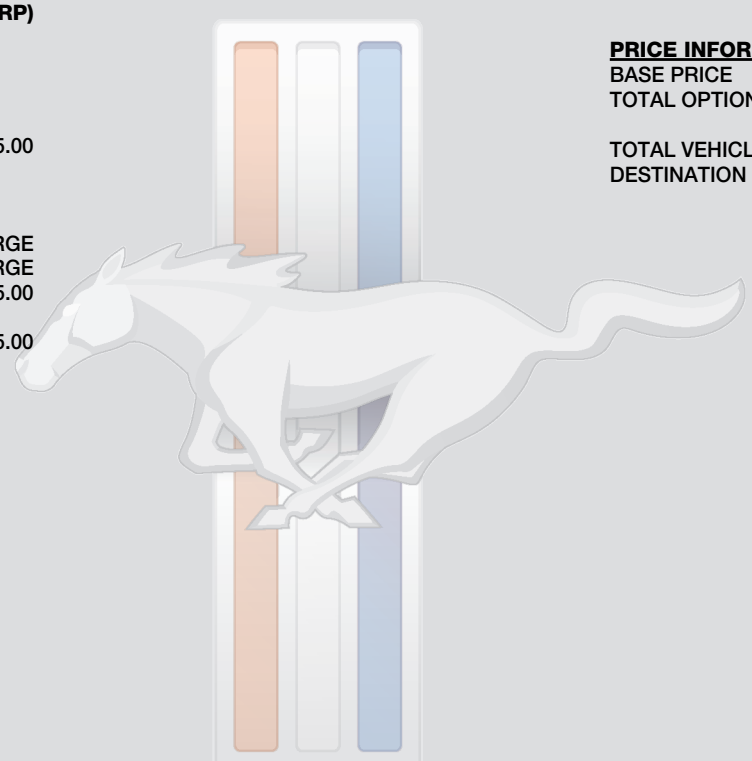 RP)
5.00
RGE
RGE
5.00
5.00
PRICE INFOR
BASE PRICE
TOTAL OPTION
TOTAL VEHICL
DESTINATION